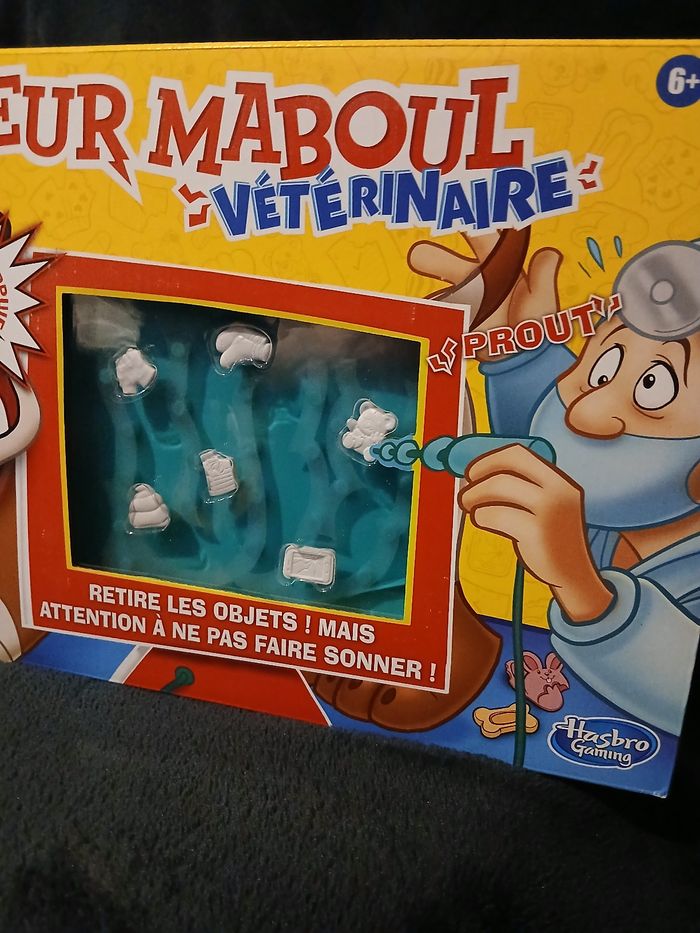 EUR MABOUL
VÉTÉRINAIRE
6+
PROUT
RETIRE LES OBJETS ! MAIS
ATTENTION À NE PAS FAIRE SONNER !
Hasbro
Gaming